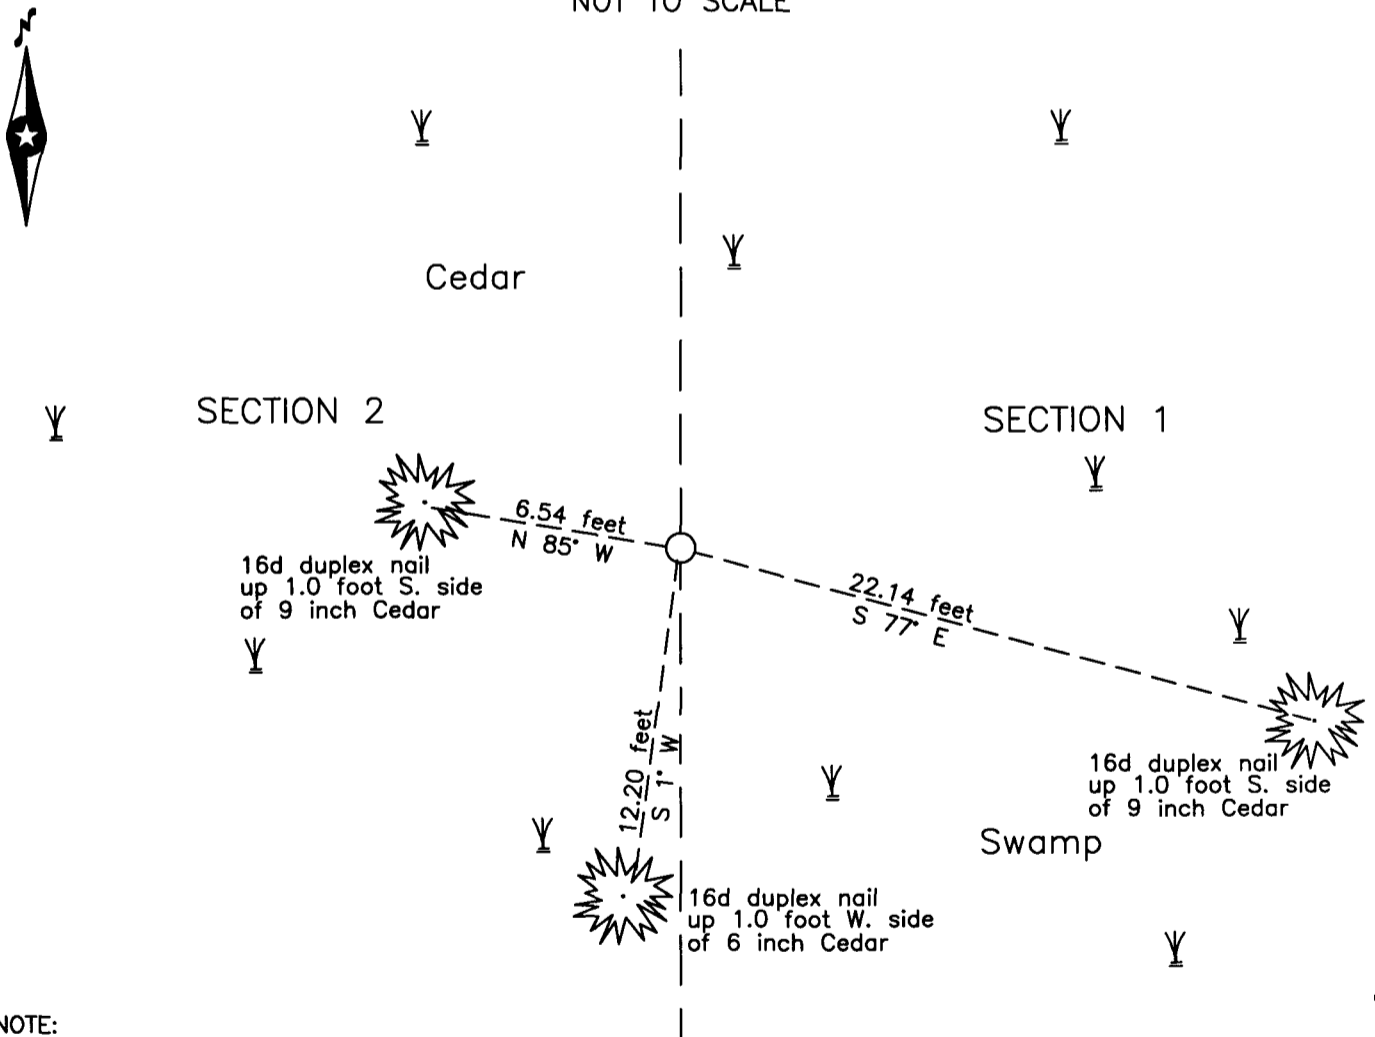 NOT TO SCALE
N
Cedar
SECTION 2
SECTION 1
6.54 feet
N 85° W
16d duplex nail
up 1.0 foot S. side
of 9 inch Cedar
22.14 feet
S 77° E
12.20 feet
S 1° W
16d duplex nail
up 1.0 foot S. side
of 9 inch Cedar
Swamp
16d duplex nail
up 1.0 foot W. side
of 6 inch Cedar
NOTE: